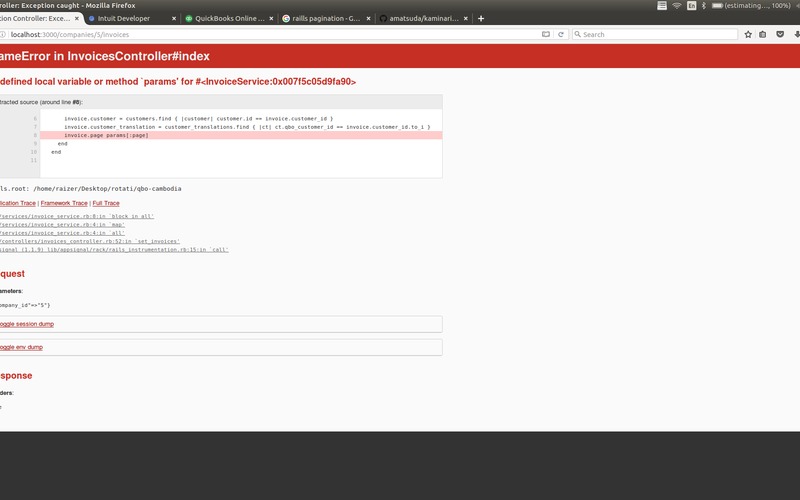 roller: Exception caught - Mozilla Firefox
En
(estimating..., 100%)
tion Controller: Exc...
Intuit Developer
QuickBooks Online ...
rails pagination - G...
amatsuda/kaminari...
localhost:3000/companies/5/invoices
Search
ameError in InvoicesController#index
defined local variable or method `params' for #<InvoiceService:0x007f5c05d9fa90>
tracted source (around line #8):
6 invoice.customer = customers.find { |customer| customer.id == invoice.customer_id }
7 invoice.customer_translation = customer_translations.find { |ct| ct.qbo_customer_id == invoice.customer_id.to_i }
8 invoice.page params[:page]
9 end
10 end
11
ls.root: /home/raizer/Desktop/rotati/qbo-cambodia
lication Trace | Framework Trace | Full Trace
/services/invoice_service.rb:8:in `block in all'
/services/invoice_service.rb:4:in `map'
/services/invoice_service.rb:4:in `all'
/controllers/invoices_controller.rb:52:in `set_invoices'
signal (1.1.9) lib/appsignal/rack/rails_instrumentation.rb:15:in `call'
quest
ameters:
ompany_id"=>"5"}
oggle session dump
oggle env dump
sponse
ders: